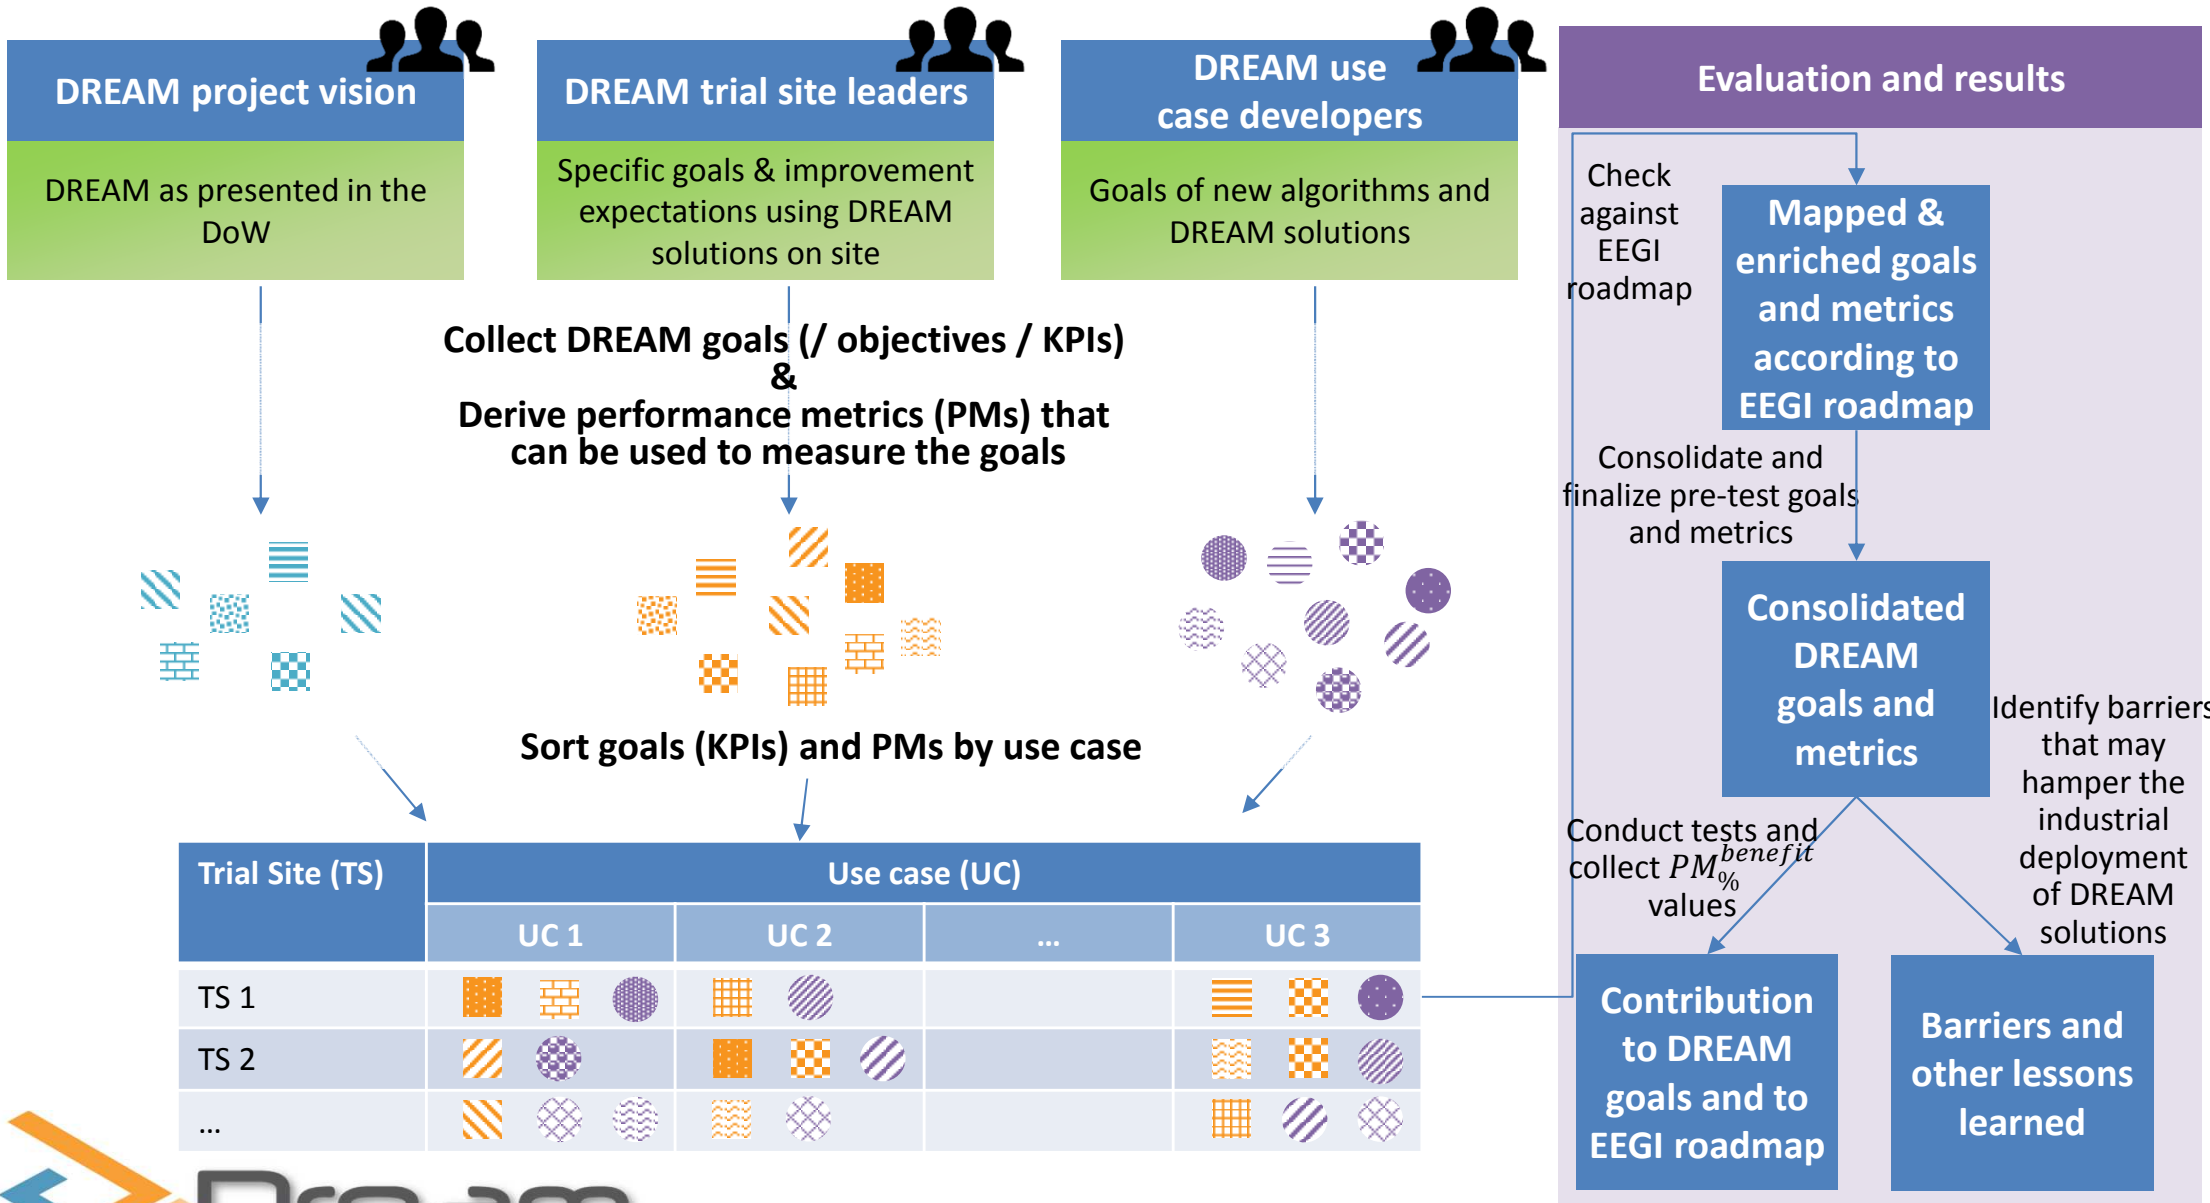 DREAM project vision
DREAM as presented in the
DoW
DREAM trial site leaders
Specific goals & improvement
expectations using DREAM
solutions on site
DREAM use
case developers
Goals of new algorithms and
DREAM solutions
Collect DREAM goals (/ objectives / KPIs)
&
Derive performance metrics (PMs) that
can be used to measure the goals
Sort goals (KPIs) and PMs by use case
Trial Site (TS)
Use case (UC)
UC 1
UC 2
...
UC 3
TS 1
TS 2
...
Evaluation and results
Check
against
EEGI
roadmap
Mapped &
enriched goals
and metrics
according to
EEGI roadmap
Consolidate and
finalize pre-test goals
and metrics
Consolidated
DREAM
goals and
metrics
Identify barriers
that may
hamper the
industrial
deployment
of DREAM
solutions
Conduct tests and
collect PM%benefit
values
Contribution
to DREAM
goals and to
EEGI roadmap
Barriers and
other lessons
learned
Dream